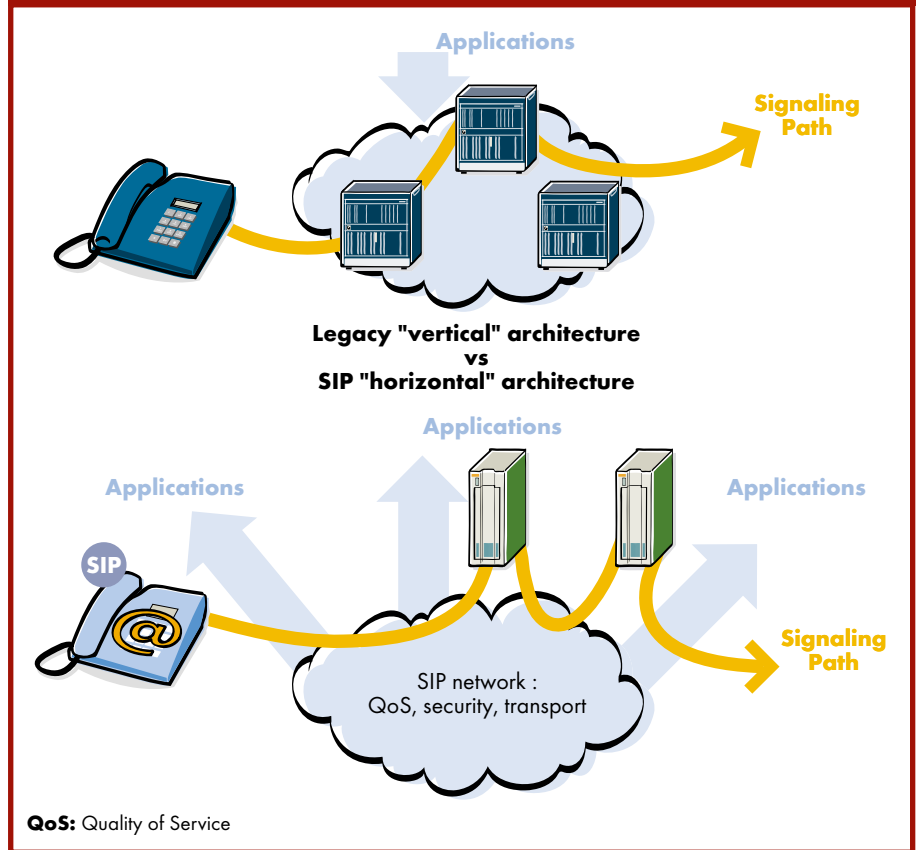 Applications
Signaling
Path
Legacy "vertical" architecture
vs
SIP "horizontal" architecture
Applications
Applications
Applications
SIP
@
Signaling
Path
SIP network :
QoS, security, transport
QoS: Quality of Service